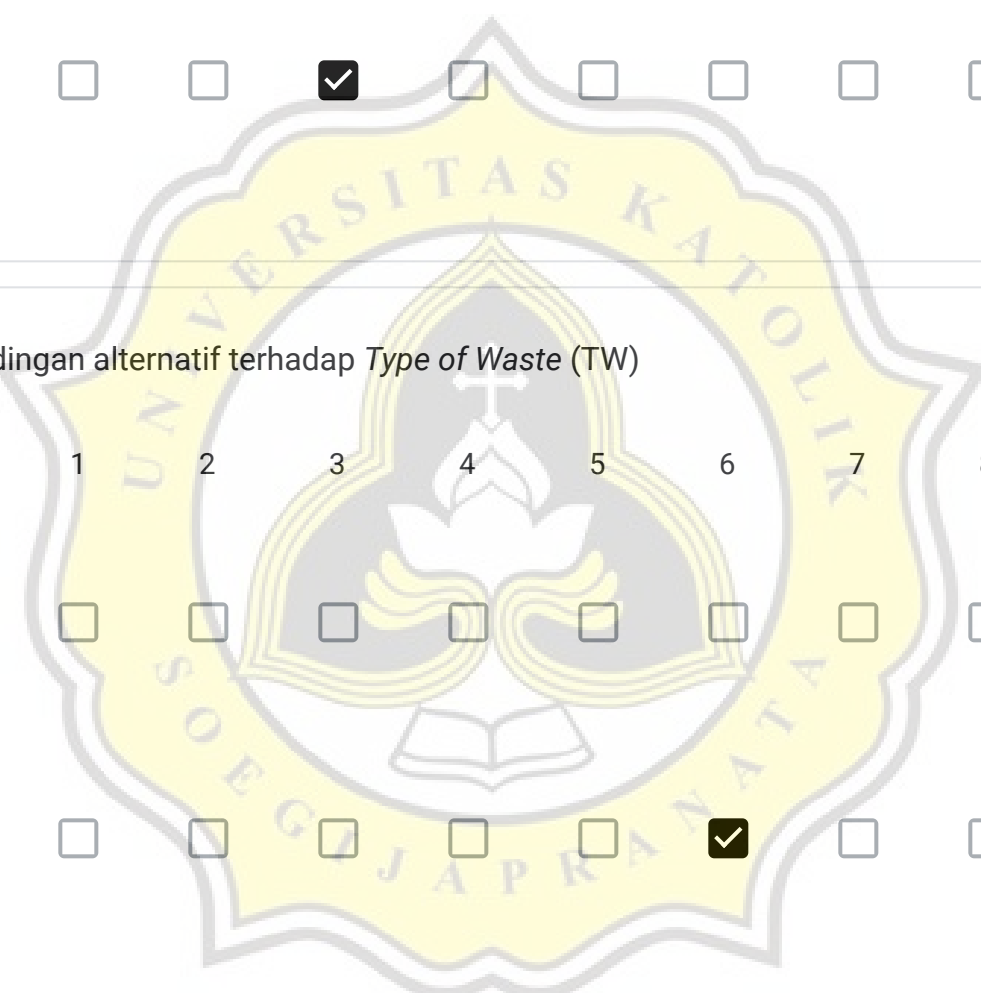 UNIVERSITAS KATOLIK
dingan alternatif terhadap Type of Waste (TW)
1 2 3 4 5 6 7
SOEGIJAPRANATA